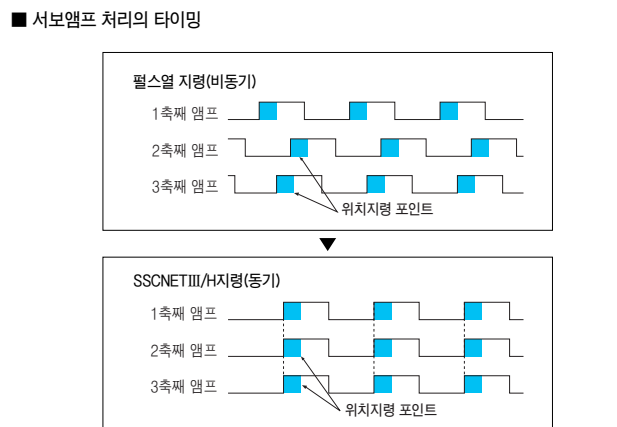 ■ 서보앰프 처리의 타이밍
펄스열 지령(비동기)
1축째 앰프
2축째 앰프
3축째 앰프
위치지령 포인트
SSCNETⅢ/H지령(동기)
1축째 앰프
2축째 앰프
3축째 앰프
위치지령 포인트